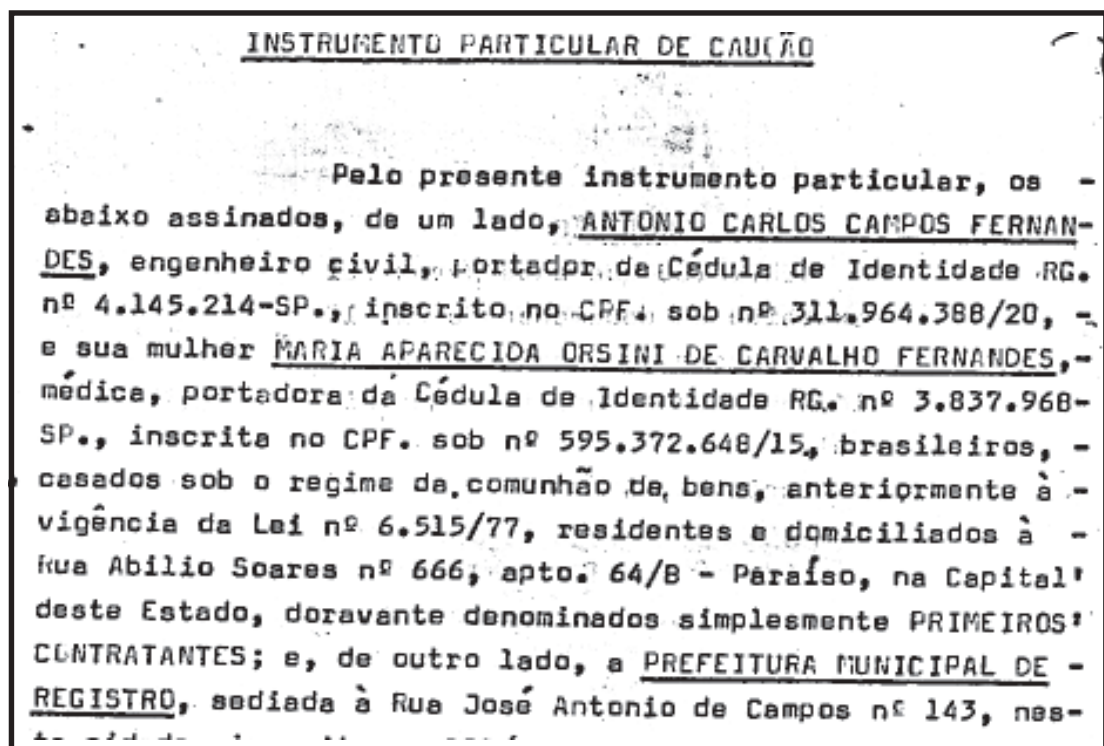 INSTRUMENTO PARTICULAR DE CAUÇÃO
Pelo presente instrumento particular, os -
abaixo assinados, de um lado, ANTONIO CARLOS CAMPOS FERNAN-
DES, engenheiro civil, portador da Cédula de Identidade RG.
nº 4.145.214-SP., inscrito no CPF. sob nº 311.964.388/20, -
e sua mulher MARIA APARECIDA ORSINI DE CARVALHO FERNANDES,-
médica, portadora da Cédula de Identidade RG. nº 3.837.968-
SP., inscrita no CPF. sob nº 595.372.648/15, brasileiros, -
casados sob o regime da comunhão de bens, anteriormente à -
vigência da Lei nº 6.515/77, residentes e domiciliados à -
Rua Abilio Soares nº 666, apto. 64/B - Paraíso, na Capital'
deste Estado, doravante denominados simplesmente PRIMEIROS'
CONTRATANTES; e, de outro lado, a PREFEITURA MUNICIPAL DE -
REGISTRO, sediada à Rua José Antonio de Campos nº 143, nes-